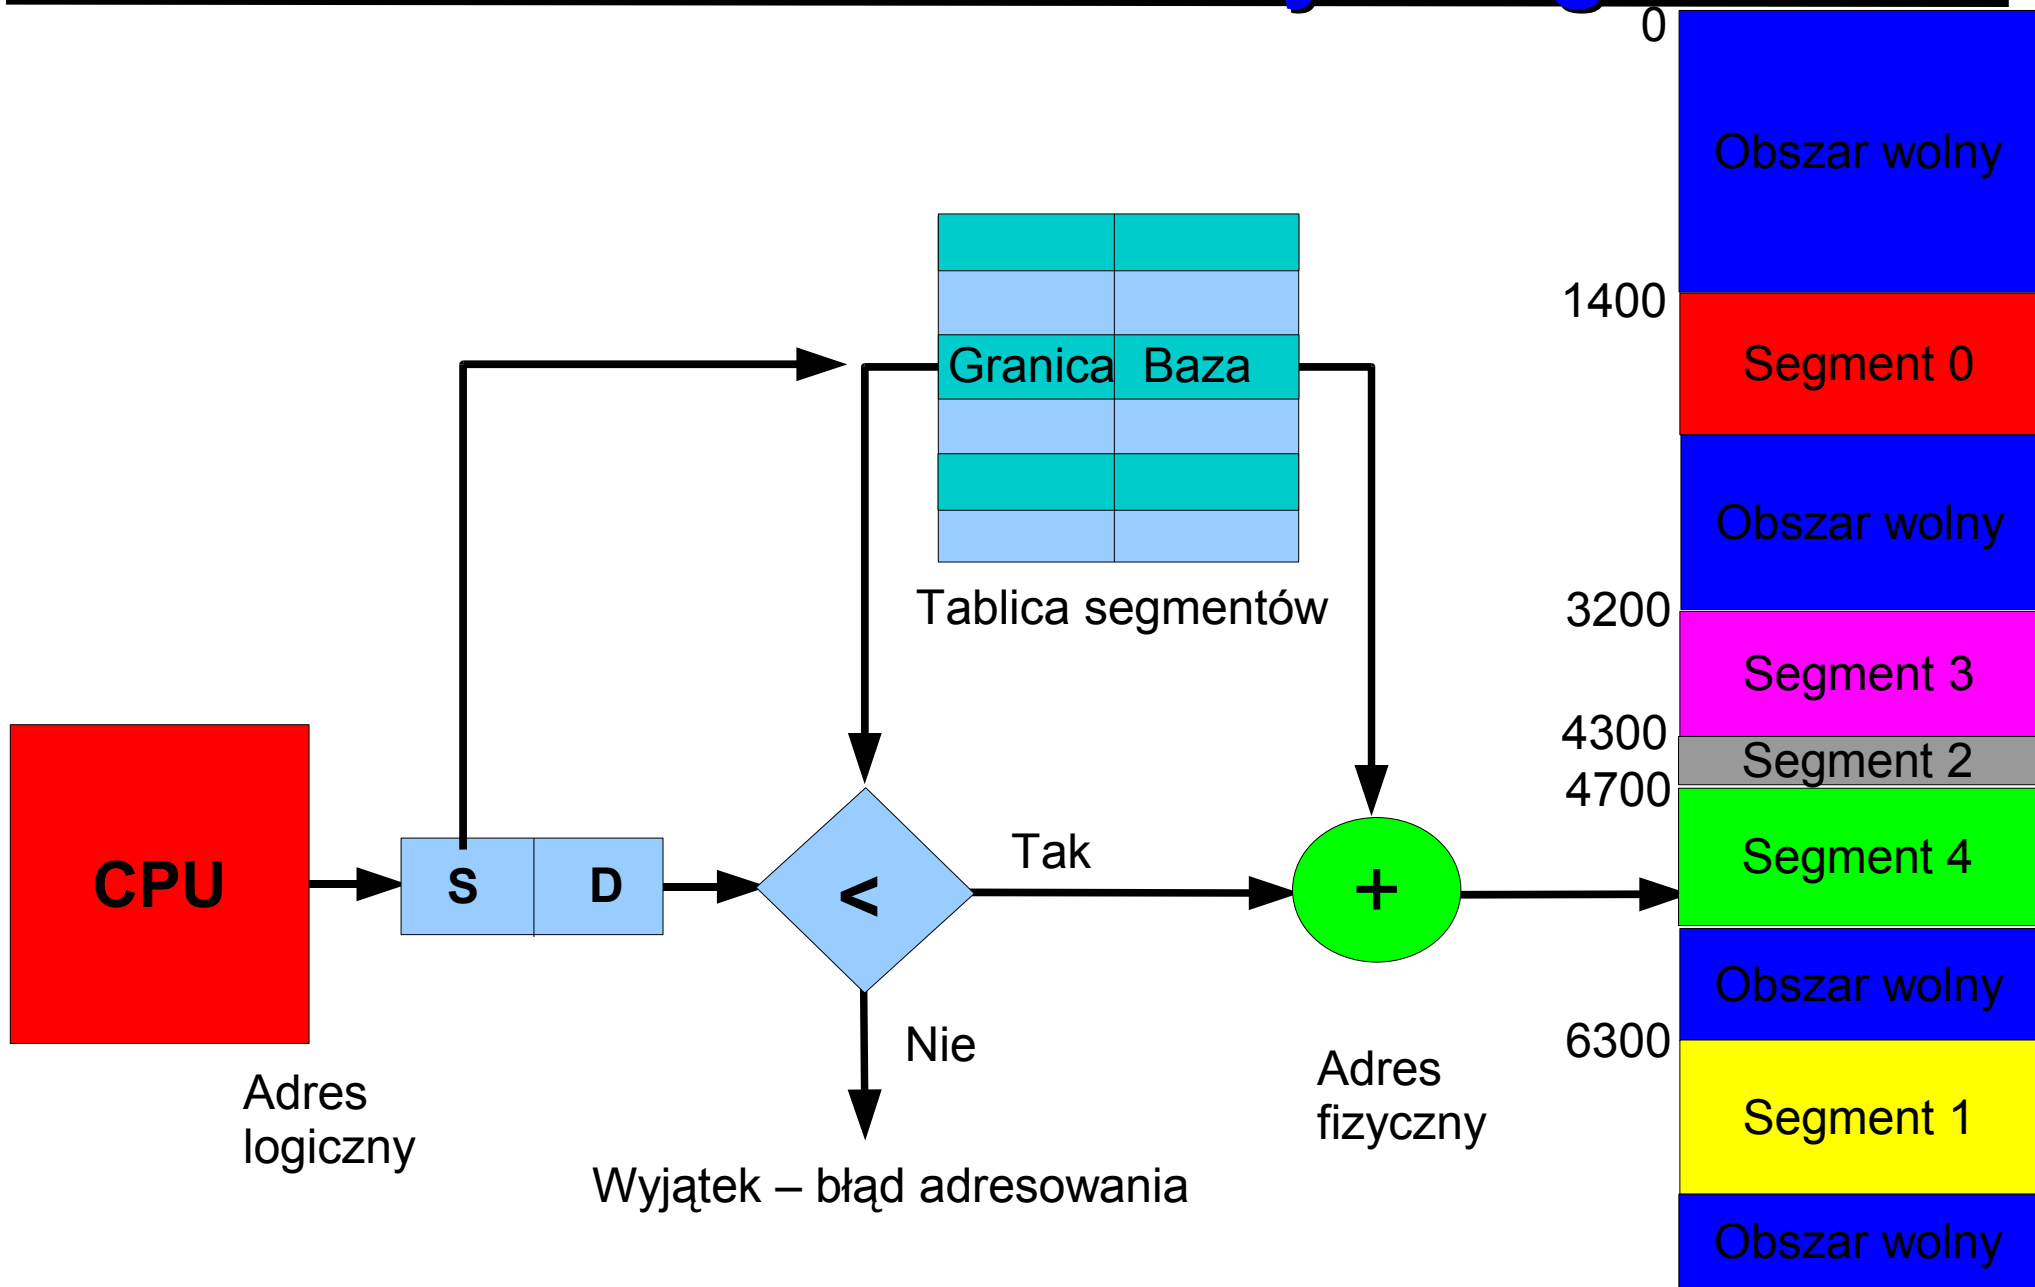 0
Obszar wolny
1400
Segment 0
Granica Baza
Obszar wolny
Tablica segmentów
3200
Segment 3
4300
Segment 2
4700
CPU
S D
<
Tak
+
Segment 4
Obszar wolny
Nie
6300
Adres
logiczny
Adres
fizyczny
Segment 1
Wyjątek – błąd adresowania
Obszar wolny